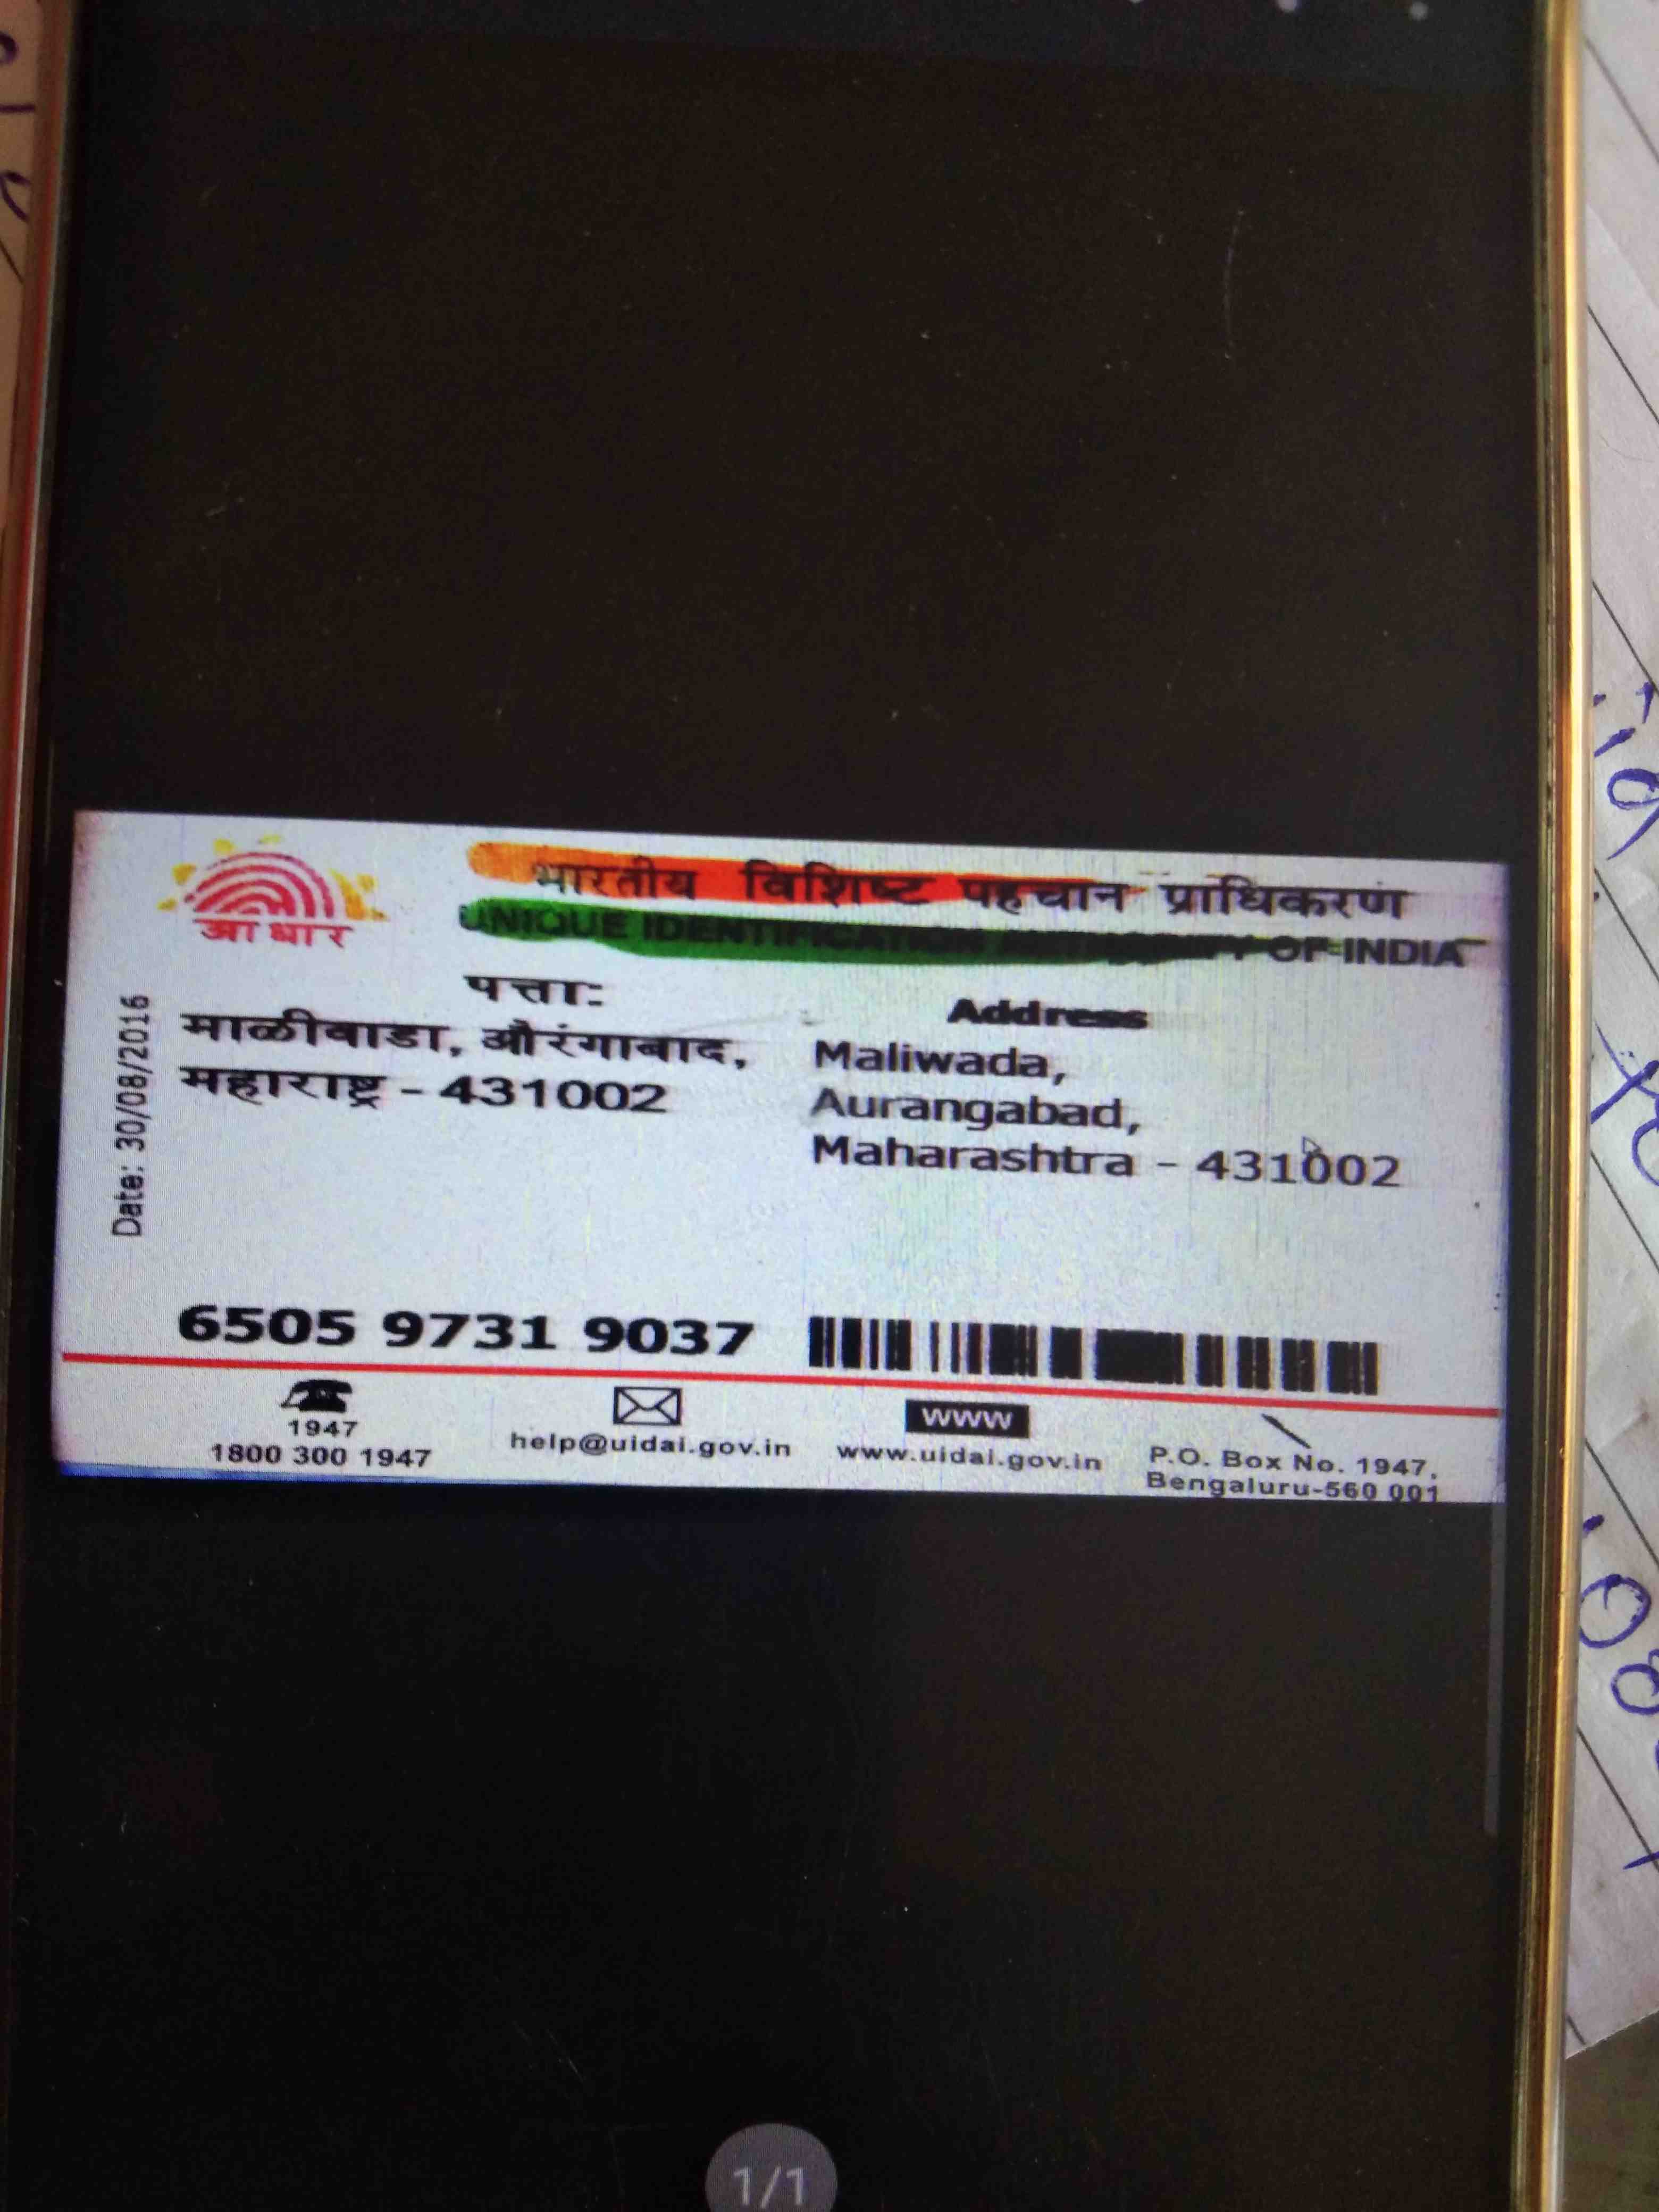 भारतीय विशिष्ट पहचान प्राधिकरण
आधार
UNIQUE IDENTIFICATION AUTHORITY OF INDIA
पत्ता:
माळीवाडा, औरंगाबाद,
महाराष्ट्र - 431002
Address
Maliwada,
Aurangabad,
Maharashtra - 431002
Date: 30/08/2016
6505 9731 9037
1947
1800 300 1947
help@uidai.gov.in
www
www.uidai.gov.in
P.O. Box No. 1947,
Bengaluru-560 001
1/1